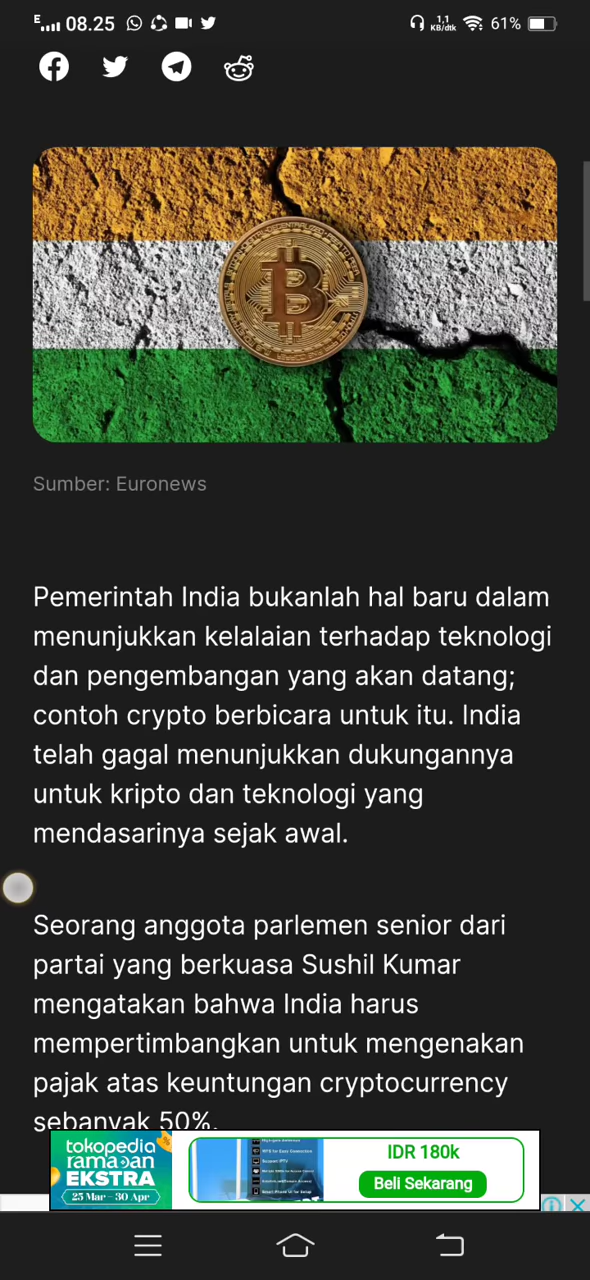 E
08.25
1,1
KB/dtk
61%
B
Sumber: Euronews
Pemerintah India bukanlah hal baru dalam
menunjukkan kelalaian terhadap teknologi
dan pengembangan yang akan datang;
contoh crypto berbicara untuk itu. India
telah gagal menunjukkan dukungannya
untuk kripto dan teknologi yang
mendasarinya sejak awal.
Seorang anggota parlemen senior dari
partai yang berkuasa Sushil Kumar
mengatakan bahwa India harus
mempertimbangkan untuk mengenakan
pajak atas keuntungan cryptocurrency
sebanyak 50%.
tokopedia
ramadan
EKSTRA
25 Mar – 30 Apr
IDR 180k
Beli Sekarang